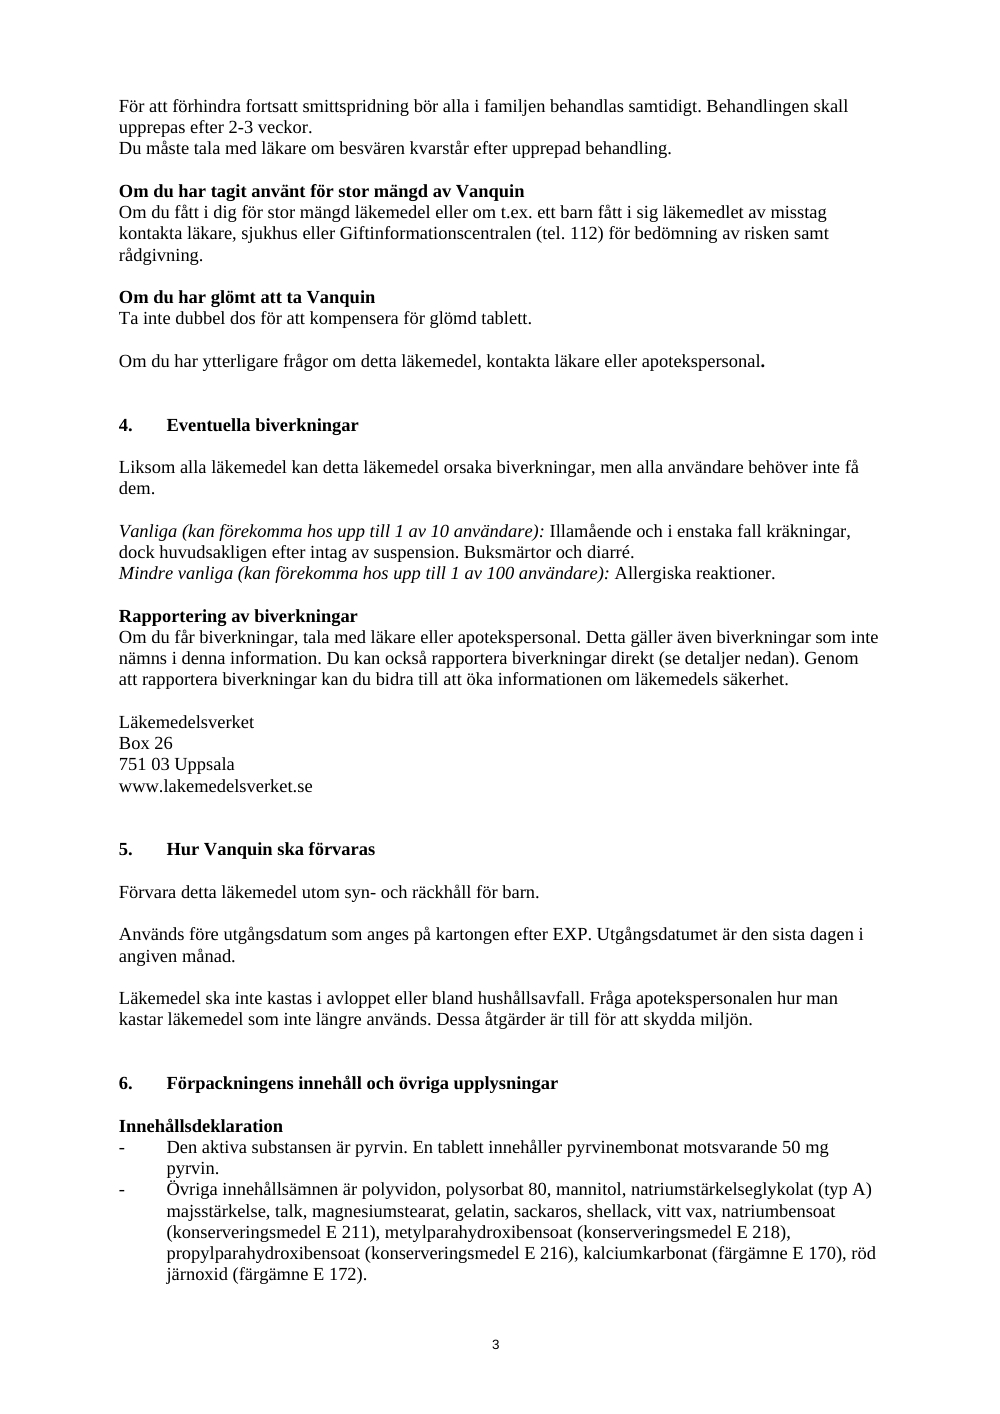 För att förhindra fortsatt smittspridning bör alla i familjen behandlas samtidigt. Behandlingen skall
upprepas efter 2-3 veckor.
Du måste tala med läkare om besvären kvarstår efter upprepad behandling.
Om du har tagit använt för stor mängd av Vanquin
Om du fått i dig för stor mängd läkemedel eller om t.ex. ett barn fått i sig läkemedlet av misstag
kontakta läkare, sjukhus eller Giftinformationscentralen (tel. 112) för bedömning av risken samt
rådgivning.
Om du har glömt att ta Vanquin
Ta inte dubbel dos för att kompensera för glömd tablett.
Om du har ytterligare frågor om detta läkemedel, kontakta läkare eller apotekspersonal.
4. Eventuella biverkningar
Liksom alla läkemedel kan detta läkemedel orsaka biverkningar, men alla användare behöver inte få
dem.
Vanliga (kan förekomma hos upp till 1 av 10 användare): Illamående och i enstaka fall kräkningar,
dock huvudsakligen efter intag av suspension. Buksmärtor och diarré.
Mindre vanliga (kan förekomma hos upp till 1 av 100 användare): Allergiska reaktioner.
Rapportering av biverkningar
Om du får biverkningar, tala med läkare eller apotekspersonal. Detta gäller även biverkningar som inte
nämns i denna information. Du kan också rapportera biverkningar direkt (se detaljer nedan). Genom
att rapportera biverkningar kan du bidra till att öka informationen om läkemedels säkerhet.
Läkemedelsverket
Box 26
751 03 Uppsala
www.lakemedelsverket.se
5. Hur Vanquin ska förvaras
Förvara detta läkemedel utom syn- och räckhåll för barn.
Används före utgångsdatum som anges på kartongen efter EXP. Utgångsdatumet är den sista dagen i
angiven månad.
Läkemedel ska inte kastas i avloppet eller bland hushållsavfall. Fråga apotekspersonalen hur man
kastar läkemedel som inte längre används. Dessa åtgärder är till för att skydda miljön.
6. Förpackningens innehåll och övriga upplysningar
Innehållsdeklaration
- Den aktiva substansen är pyrvin. En tablett innehåller pyrvinembonat motsvarande 50 mg
pyrvin.
- Övriga innehållsämnen är polyvidon, polysorbat 80, mannitol, natriumstärkelseglykolat (typ A)
majsstärkelse, talk, magnesiumstearat, gelatin, sackaros, shellack, vitt vax, natriumbensoat
(konserveringsmedel E 211), metylparahydroxibensoat (konserveringsmedel E 218),
propylparahydroxibensoat (konserveringsmedel E 216), kalciumkarbonat (färgämne E 170), röd
järnoxid (färgämne E 172).
3